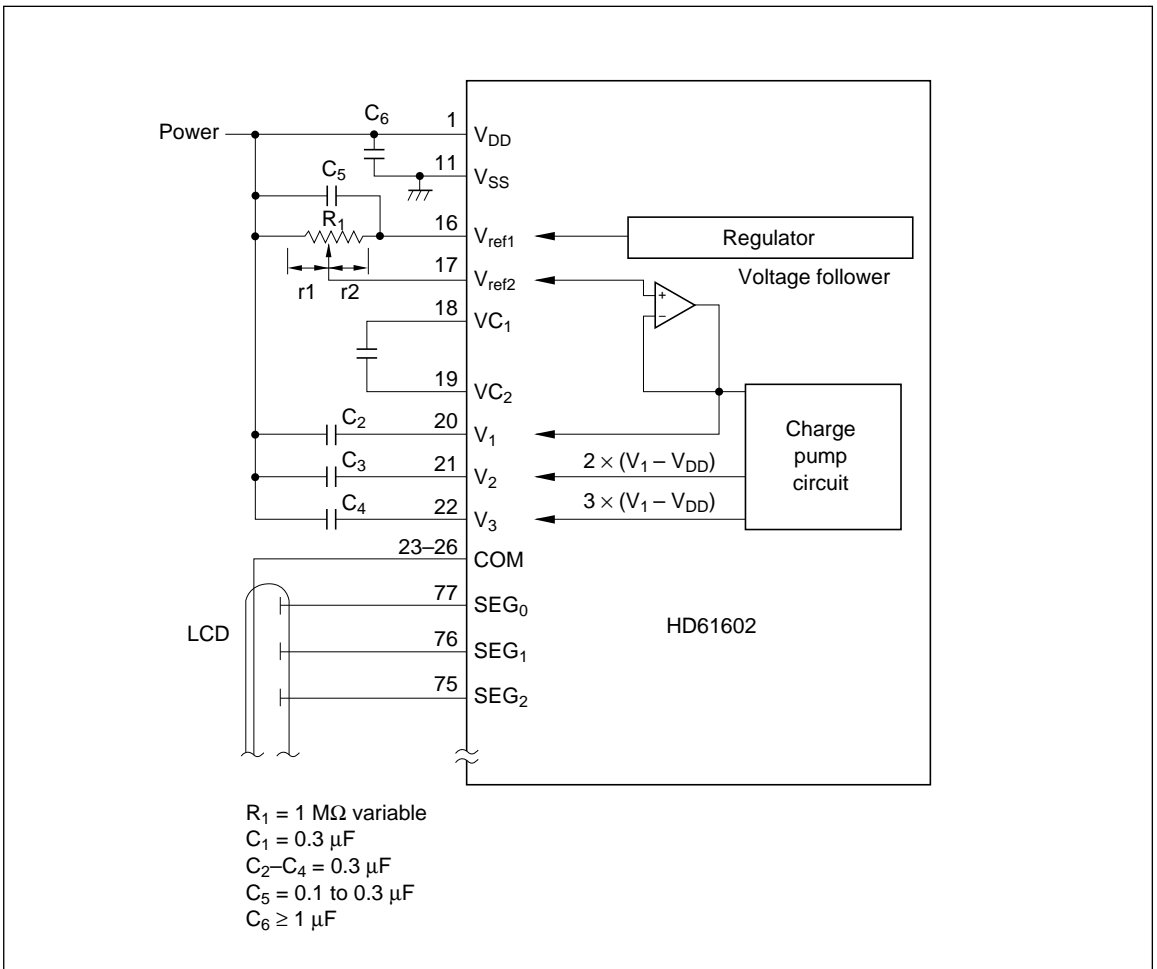 C6
Power
1
VDD
11
VSS
C5
R1
16
Vref1
Regulator
17
Vref2
Voltage follower
r1
r2
+
−
18
VC1
19
VC2
C2
20
V1
Charge
pump
circuit
C3
21
V2
2 × (V1 – VDD)
C4
22
V3
3 × (V1 – VDD)
23–26
COM
LCD
77
SEG0
HD61602
76
SEG1
75
SEG2
R1 = 1 MΩ variable
C1 = 0.3 µF
C2–C4 = 0.3 µF
C5 = 0.1 to 0.3 µF
C6 ≥ 1 µF